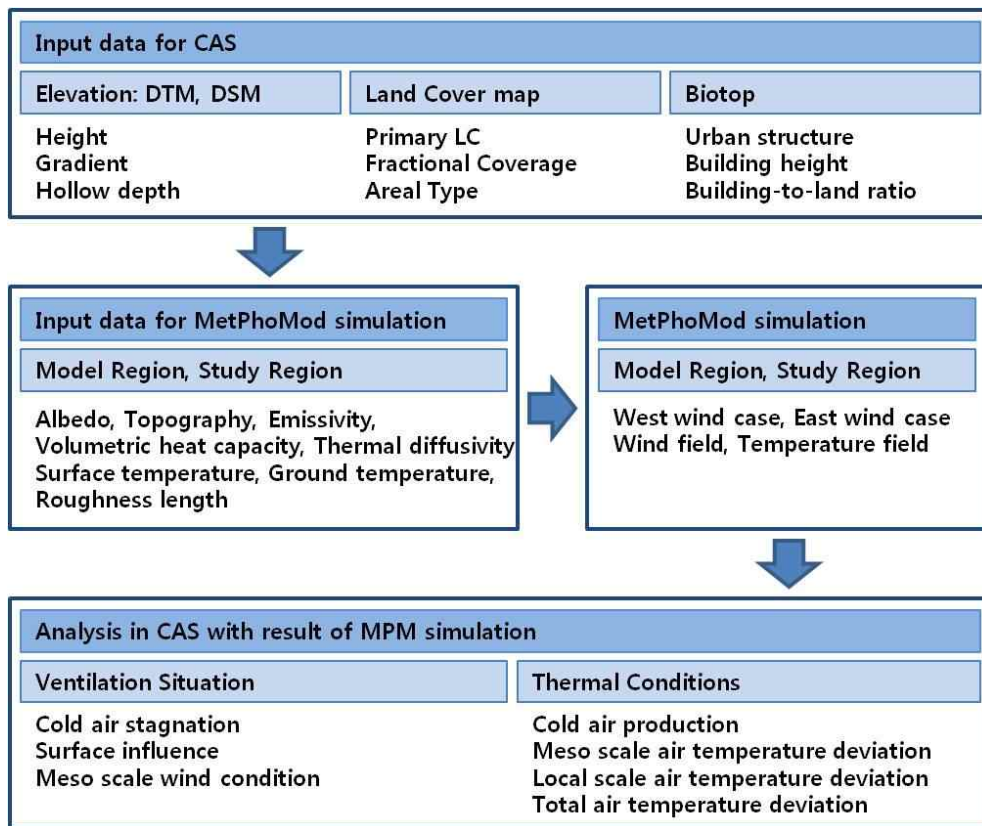 Input data for CAS
Elevation: DTM, DSM
Height
Gradient
Hollow depth
Land Cover map
Primary LC
Fractional Coverage
Areal Type
Biotop
Urban structure
Building height
Building-to-land ratio
Input data for MetPhoMod simulation
Model Region, Study Region
Albedo, Topography, Emissivity,
Volumetric heat capacity, Thermal diffusivity
Surface temperature, Ground temperature,
Roughness length
MetPhoMod simulation
Model Region, Study Region
West wind case, East wind case
Wind field, Temperature field
Analysis in CAS with result of MPM simulation
Ventilation Situation
Cold air stagnation
Surface influence
Meso scale wind condition
Thermal Conditions
Cold air production
Meso scale air temperature deviation
Local scale air temperature deviation
Total air temperature deviation